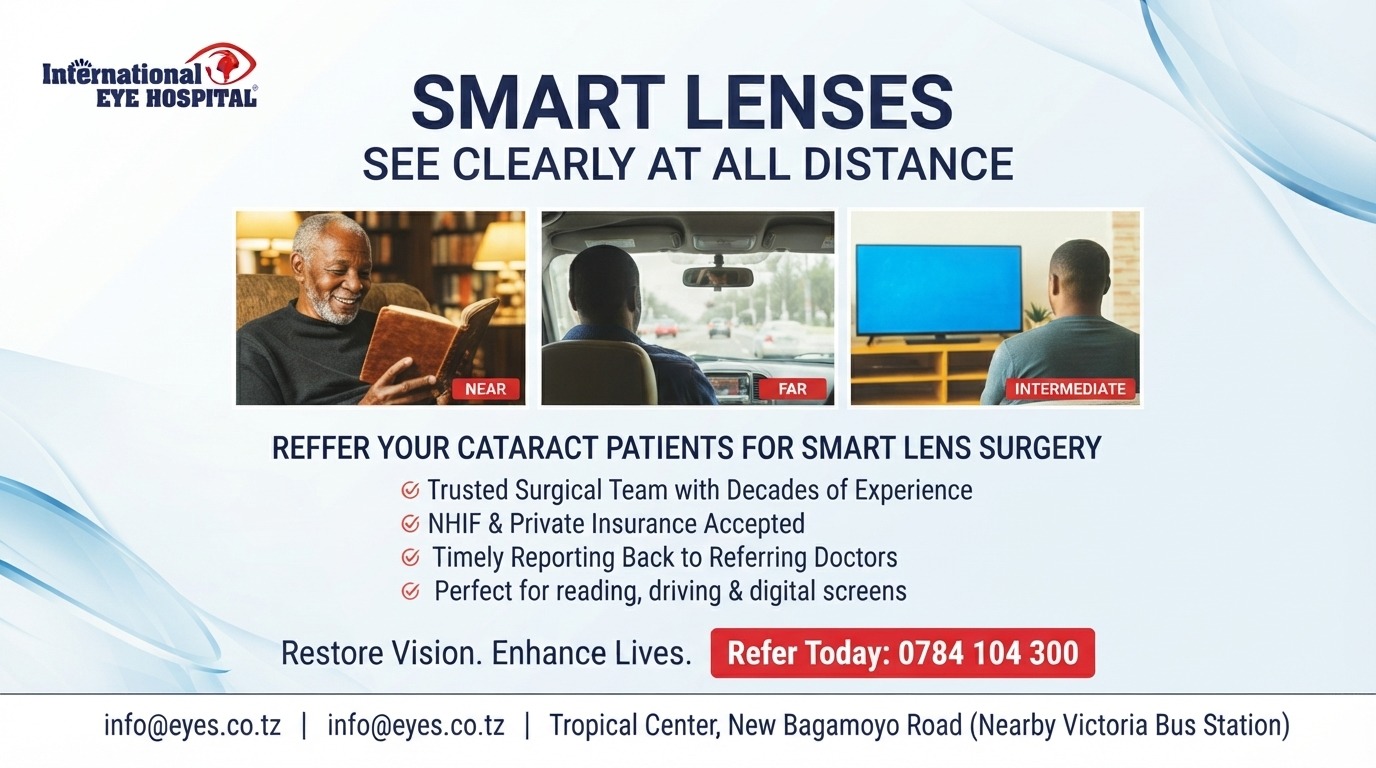 International
EYE HOSPITAL
SMART LENSES
SEE CLEARLY AT ALL DISTANCE
NEAR
FAR
INTERMEDIATE
REFFER YOUR CATARACT PATIENTS FOR SMART LENS SURGERY
Trusted Surgical Team with Decades of Experience
NHIF & Private Insurance Accepted
Timely Reporting Back to Referring Doctors
Perfect for reading, driving & digital screens
Restore Vision. Enhance Lives. Refer Today: 0784 104 300
info@eyes.co.tz | info@eyes.co.tz | Tropical Center, New Bagamoyo Road (Nearby Victoria Bus Station)